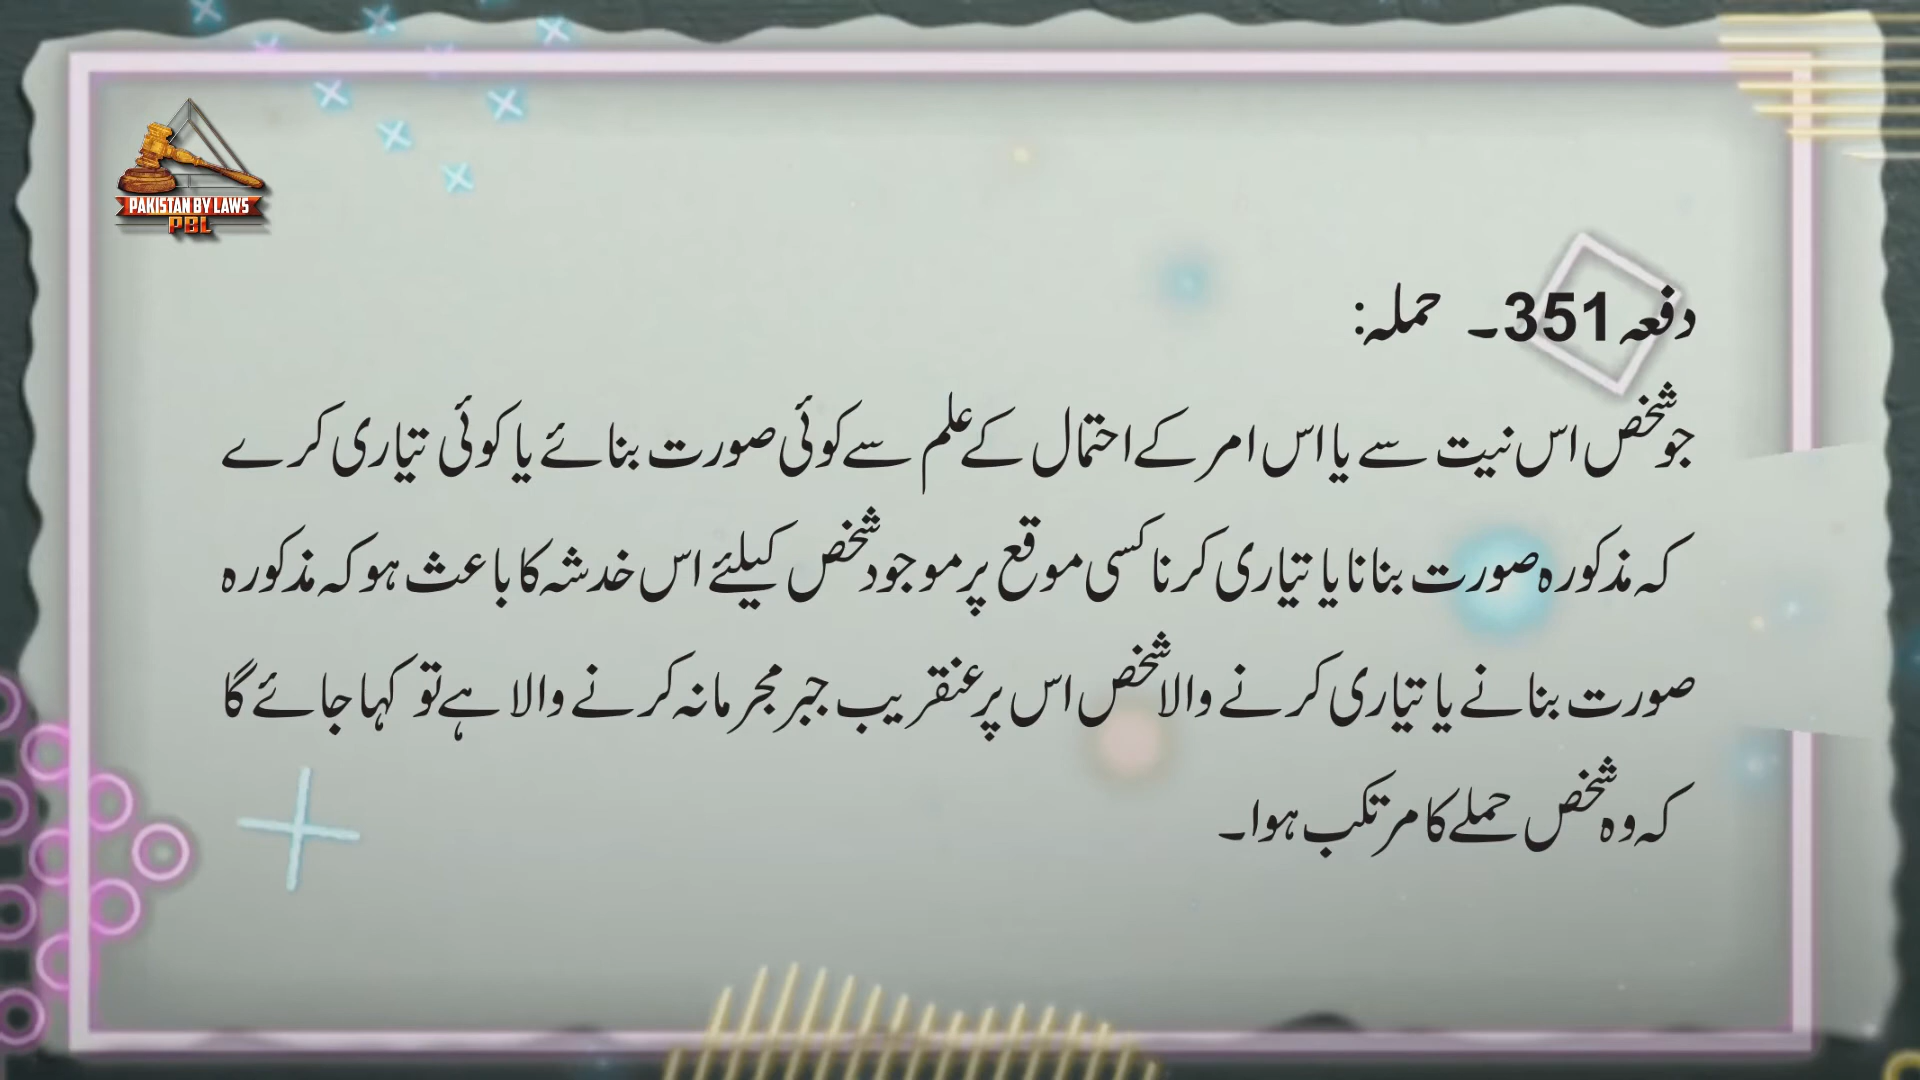 PAKISTAN BY LAWS
PBL
دفعہ 351۔ حملہ:
جو شخص اس نیت سے یا اس امر کے احتمال کے علم سے کوئی صورت بنائے یا کوئی تیاری کرے
کہ مذکورہ صورت بنانا یا تیاری کرنا کسی موقع پر موجود شخص کیلئے اس خدشہ کا باعث ہو کہ مذکورہ
صورت بنانے یا تیاری کرنے والا شخص اس پر عنقریب جبر مجرمانہ کرنے والا ہے تو کہا جائے گا
کہ وہ شخص حملے کا مرتکب ہوا۔